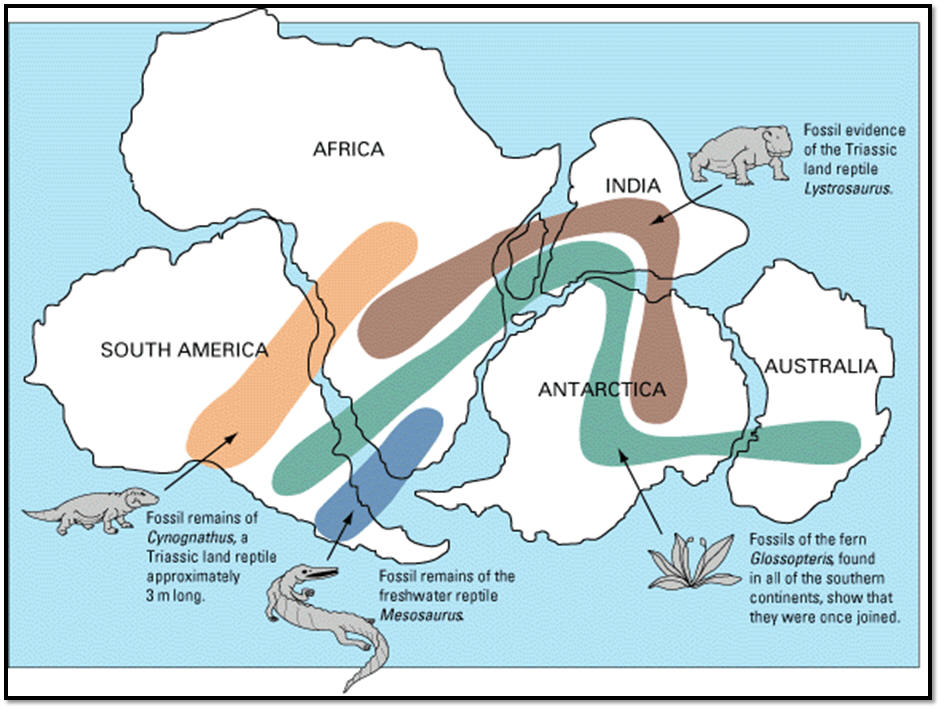 AFRICA
INDIA
Fossil evidence
of the Triassic
land reptile
Lystrosaurus.
SOUTH AMERICA
ANTARCTICA
AUSTRALIA
Fossil remains of
Cynognathus, a
Triassic land reptile
approximately
3 m long.
Fossil remains of the
freshwater reptile
Mesosaurus.
Fossils of the fern
Glossopteris, found
in all of the southern
continents, show that
they were once joined.